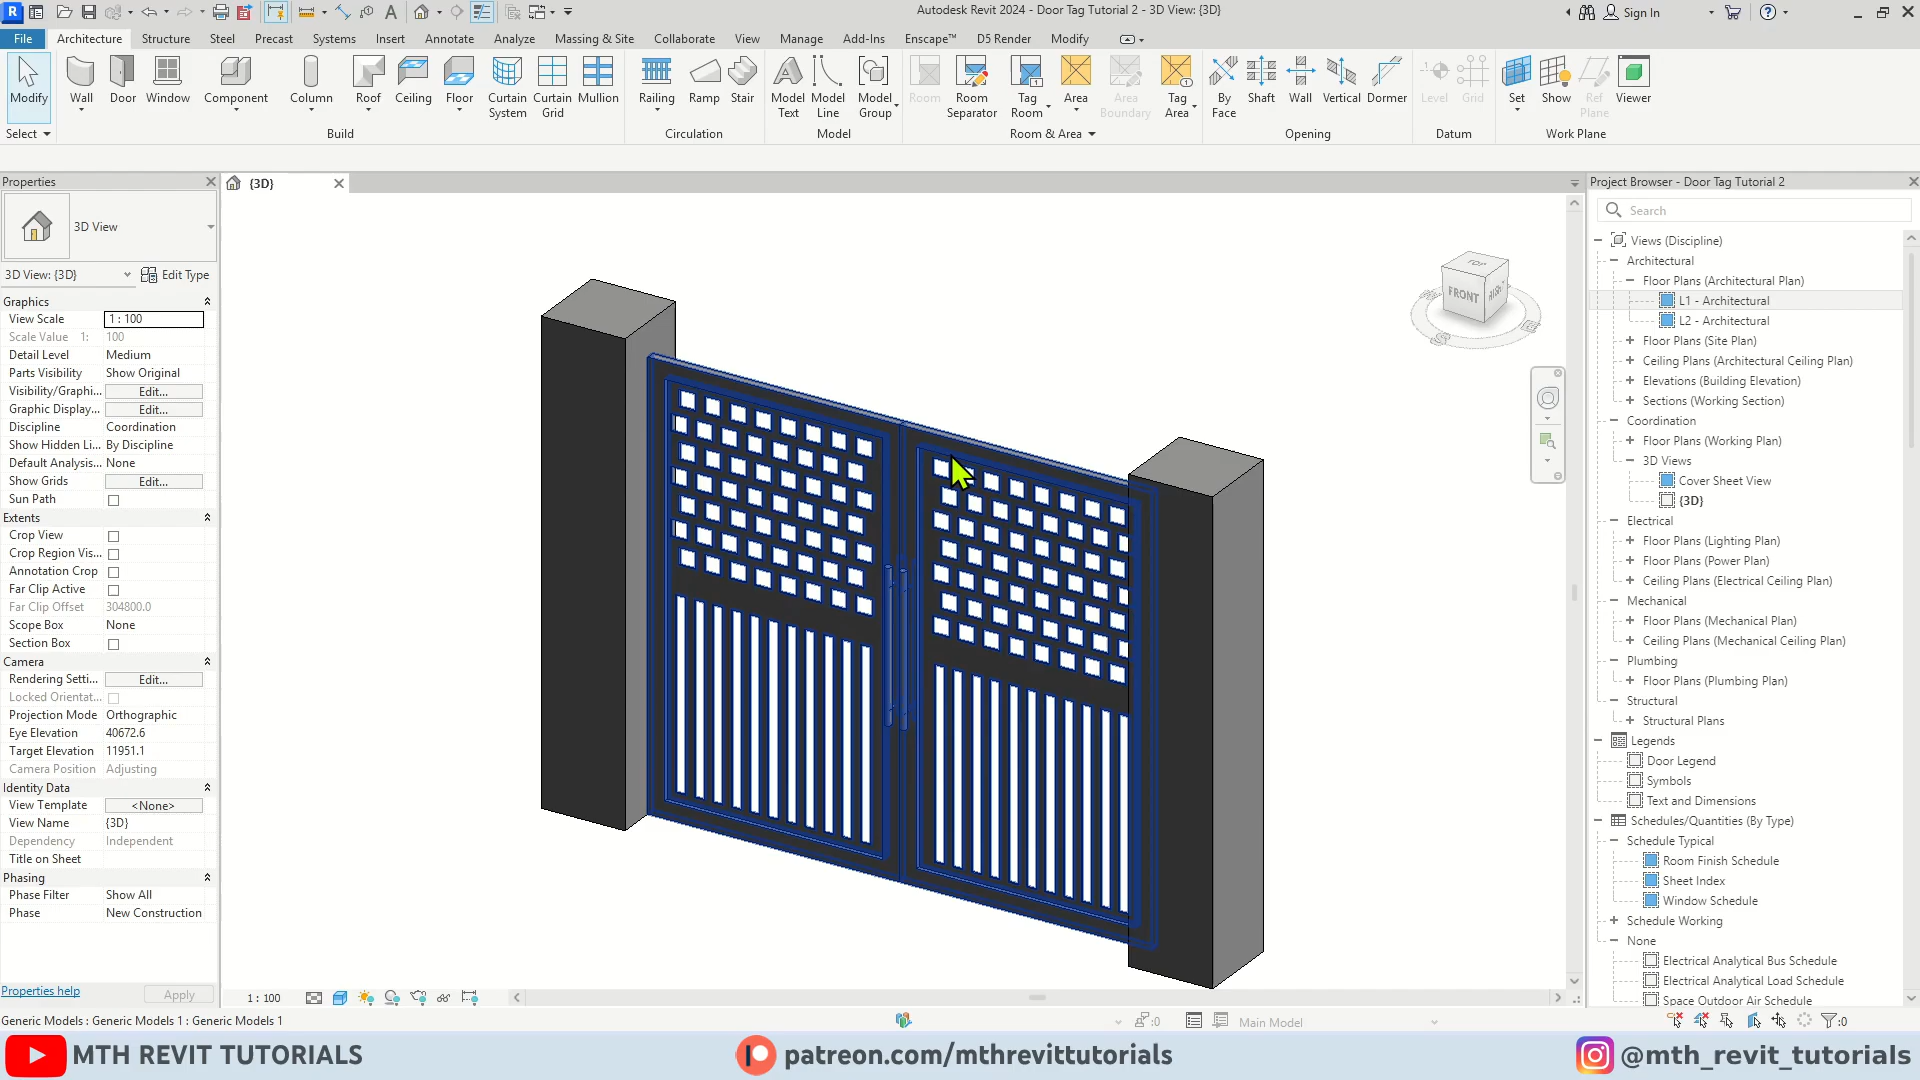 Autodesk Revit 2024 - Door Tag Tutorial 2 - 3D View: {3D}
Sign In
File Architecture Structure Steel Precast Systems Insert Annotate Analyze Massing & Site Collaborate View Manage Add-Ins Enscape™ D5 Render Modify
Modify Wall Door Window Component Column Roof Ceiling Floor Curtain System Curtain Grid Mullion Railing Ramp Stair Model Text Model Line Model Group Room Room Separator Tag Room Area Area Boundary Tag Area By Face Shaft Wall Vertical Dormer Level Grid Set Show Ref Plane Viewer
Select Build Circulation Model Room & Area Opening Datum Work Plane
Properties
3D View
3D View: {3D} Edit Type
Graphics
View Scale 1 : 100
Scale Value 1: 100
Detail Level Medium
Parts Visibility Show Original
Visibility/Graphi... Edit...
Graphic Display... Edit...
Discipline Coordination
Show Hidden Li... By Discipline
Default Analysis... None
Show Grids Edit...
Sun Path
Extents
Crop View
Crop Region Vis...
Annotation Crop
Far Clip Active
Far Clip Offset 304800.0
Scope Box None
Section Box
Camera
Rendering Setti... Edit...
Locked Orientat...
Projection Mode Orthographic
Eye Elevation 40672.6
Target Elevation 11951.1
Camera Position Adjusting
Identity Data
View Template <None>
View Name {3D}
Dependency Independent
Title on Sheet
Phasing
Phase Filter Show All
Phase New Construction
Properties help Apply
{3D}
TOP
FRONT
RIGHT
1 : 100
Project Browser - Door Tag Tutorial 2
Search
Views (Discipline)
Architectural
Floor Plans (Architectural Plan)
L1 - Architectural
L2 - Architectural
Floor Plans (Site Plan)
Ceiling Plans (Architectural Ceiling Plan)
Elevations (Building Elevation)
Sections (Working Section)
Coordination
Floor Plans (Working Plan)
3D Views
Cover Sheet View
{3D}
Electrical
Floor Plans (Lighting Plan)
Floor Plans (Power Plan)
Ceiling Plans (Electrical Ceiling Plan)
Mechanical
Floor Plans (Mechanical Plan)
Ceiling Plans (Mechanical Ceiling Plan)
Plumbing
Floor Plans (Plumbing Plan)
Structural
Structural Plans
Legends
Door Legend
Symbols
Text and Dimensions
Schedules/Quantities (By Type)
Schedule Typical
Room Finish Schedule
Sheet Index
Window Schedule
Schedule Working
None
Electrical Analytical Bus Schedule
Electrical Analytical Load Schedule
Space Outdoor Air Schedule
Generic Models : Generic Models 1 : Generic Models 1
:0 Main Model :0
MTH REVIT TUTORIALS patreon.com/mthrevittutorials @mth_revit_tutorials